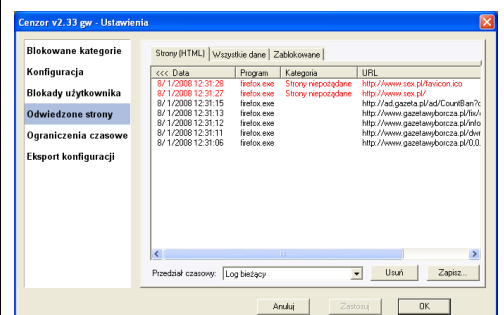 Cenzor v2.33 gw - Ustawienia
Blokowane kategorie
Konfiguracja
Blokady użytkownika
Odwiedzone strony
Ograniczenia czasowe
Eksport konfiguracji
Strony (HTML) Wszystkie dane Zablokowane
<<< Data Program Kategoria URL
8/ 1/2008 12:31:28 firefox.exe Strony niepożądane http://www.sex.pl/favicon.ico
8/ 1/2008 12:31:27 firefox.exe Strony niepożądane http://www.sex.pl/
8/ 1/2008 12:31:15 firefox.exe http://ad.gazeta.pl/ad/CountBan?c
8/ 1/2008 12:31:13 firefox.exe http://www.gazetawyborcza.pl/fix/
8/ 1/2008 12:31:12 firefox.exe http://www.gazetawyborcza.pl/info
8/ 1/2008 12:31:11 firefox.exe http://www.gazetawyborcza.pl/dwr
8/ 1/2008 12:31:06 firefox.exe http://www.gazetawyborcza.pl/0,0.
Przedział czasowy: Log bieżący Usuń Zapisz...
Anuluj Zastosuj OK